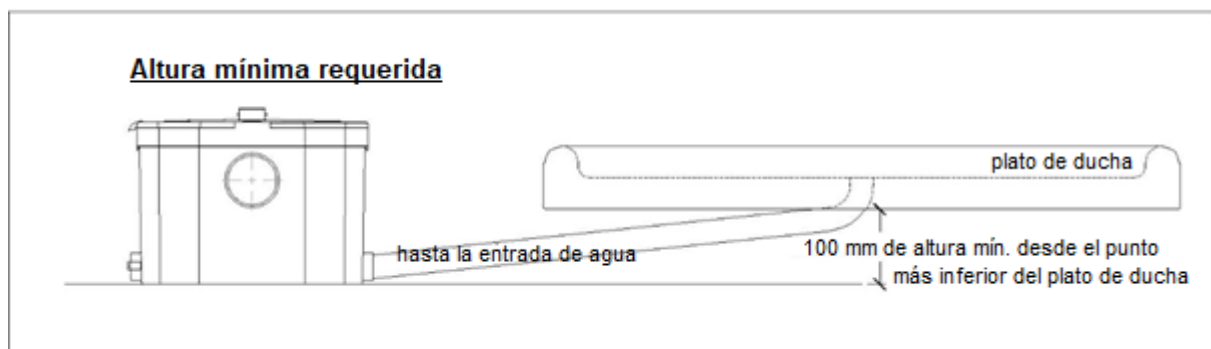 Altura mínima requerida
plato de ducha
hasta la entrada de agua
100 mm de altura mín. desde el punto
más inferior del plato de ducha